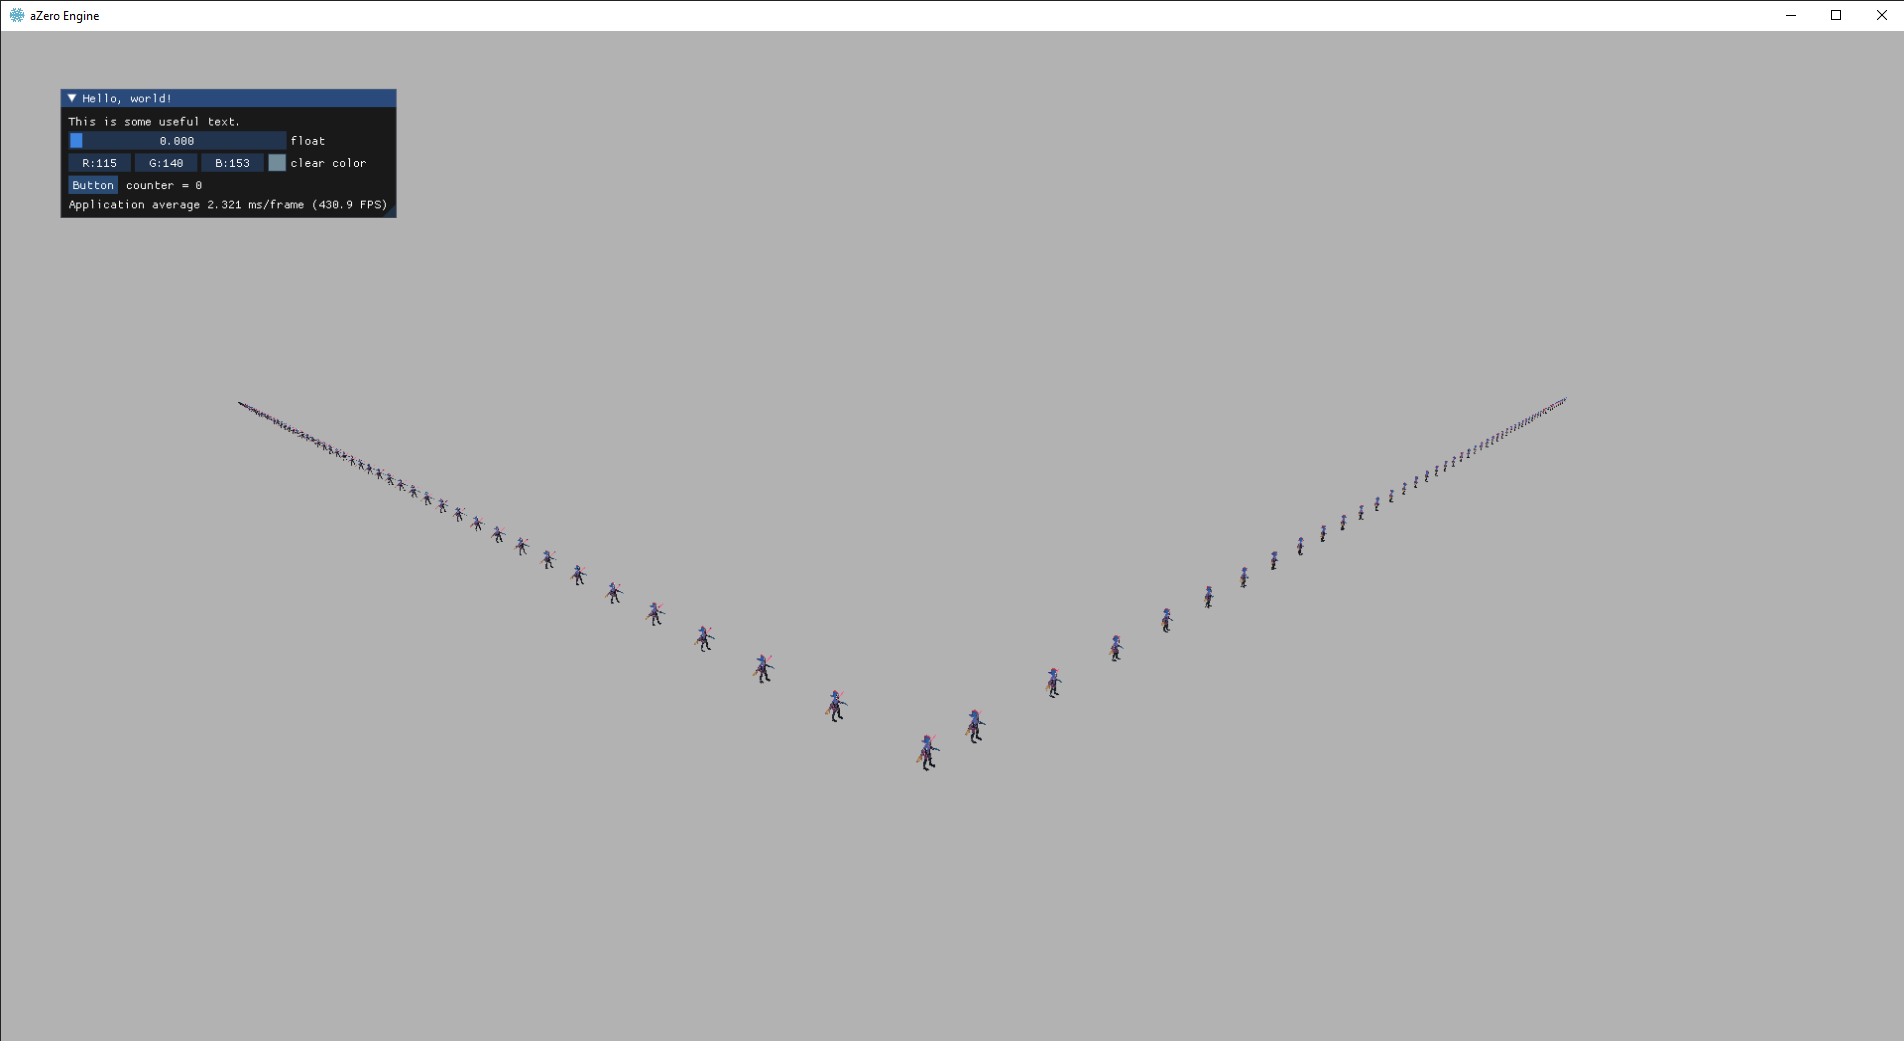 aZero Engine
Hello, world!
This is some useful text.
0.000 float
R:115 G:140 B:153 clear color
Button counter = 0
Application average 2.321 ms/frame (430.9 FPS)